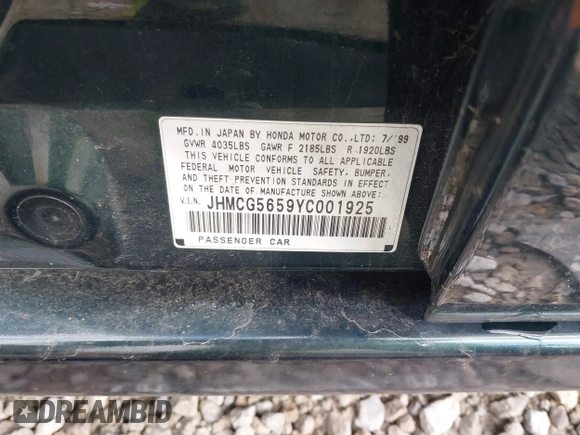 MFD. IN JAPAN BY HONDA MOTOR CO.,LTD: 7/'99
GVWR 4035LBS GAWR F 2185LBS R 1920LBS
THIS VEHICLE CONFORMS TO ALL APPLICABLE
FEDERAL MOTOR VEHICLE SAFETY, BUMPER,
AND THEFT PREVENTION STANDARDS IN EFFECT
ON THE DATE OF MANUFACTURE SHOWN ABOVE:
V.I.N. JHMCG5659YC001925
PASSENGER CAR
DREAMBID